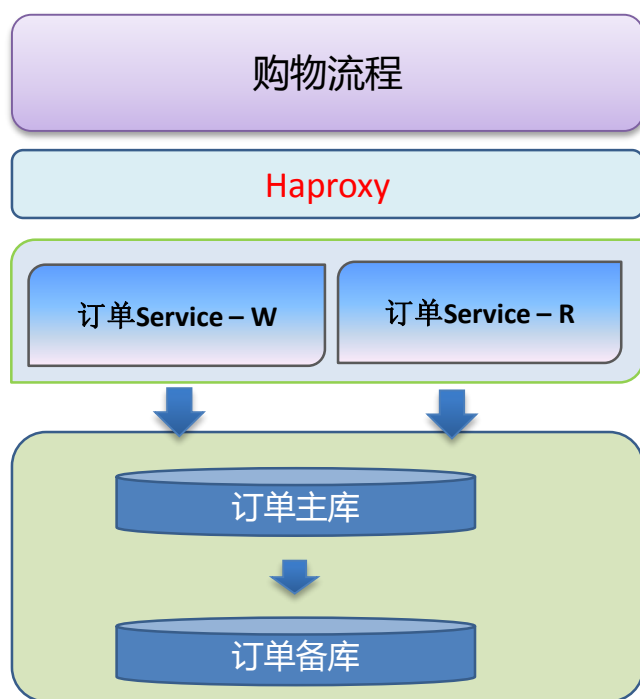 购物流程
Haproxy
订单Service – W
订单Service – R
订单主库
订单备库